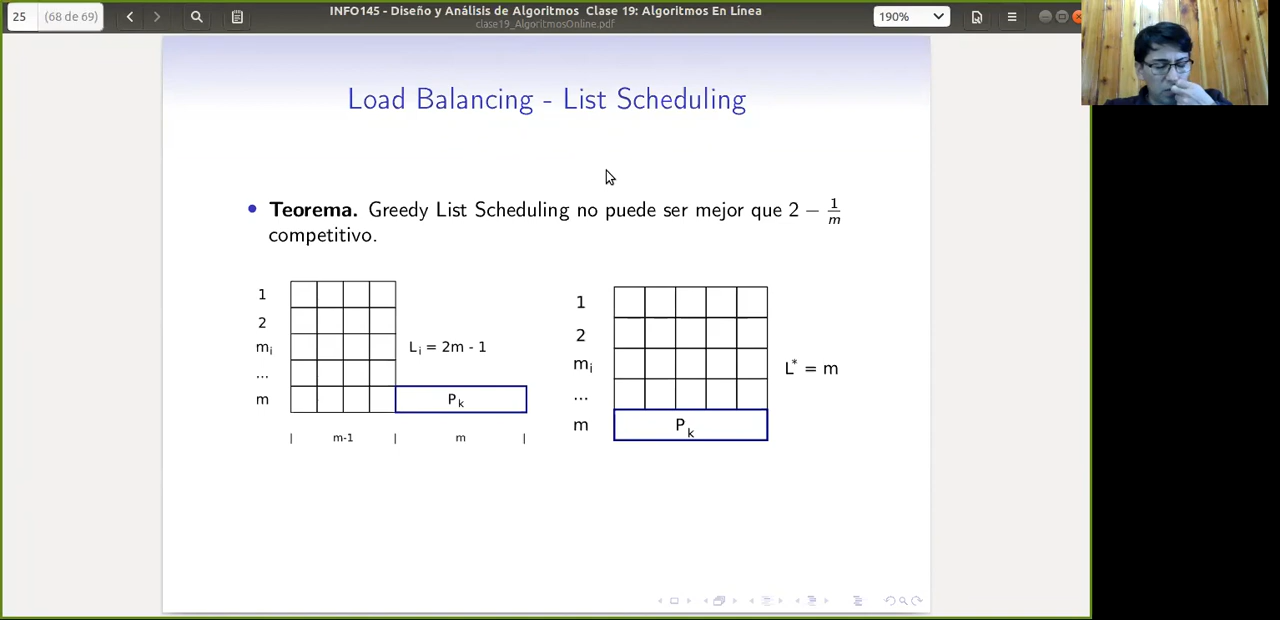 25
(68 de 69)
INFO145 - Diseño y Análisis de Algoritmos Clase 19: Algoritmos En Línea
clase19_AlgoritmosOnline.pdf
190%
Load Balancing - List Scheduling
• Teorema. Greedy List Scheduling no puede ser mejor que 2 − 1/m
competitivo.
1
2
mᵢ
...
m
Lᵢ = 2m - 1
Pₖ
m-1
m
1
2
mᵢ
...
m
L* = m
Pₖ